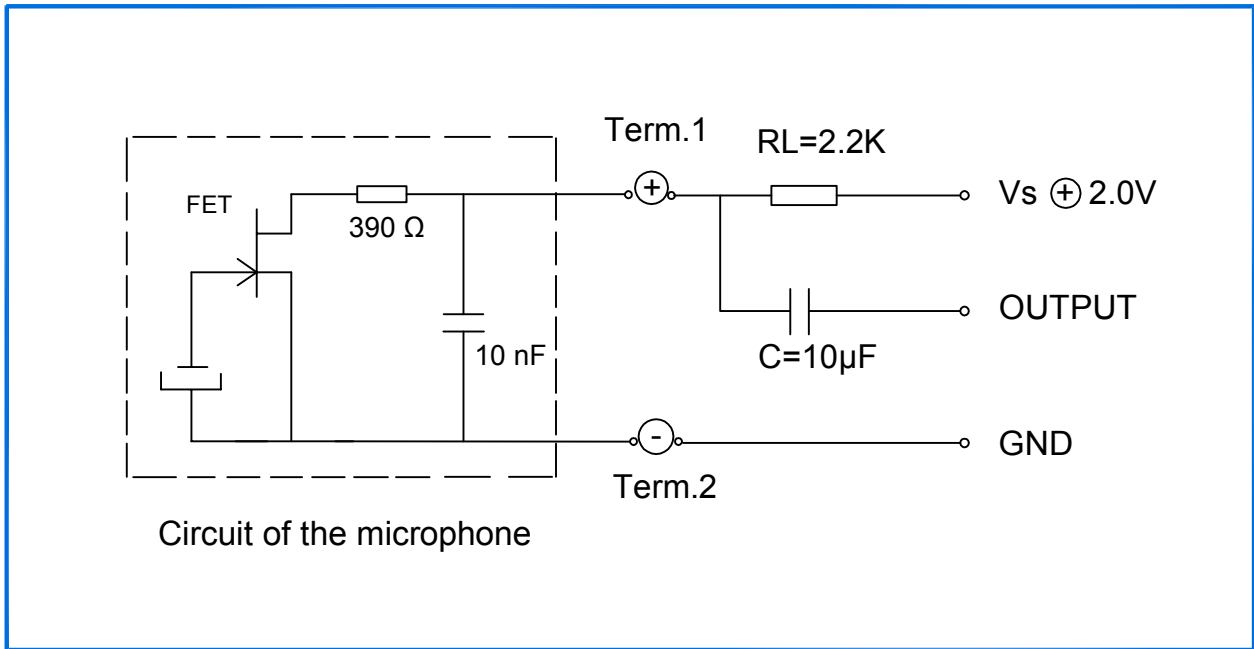 Term.1
RL=2.2K
FET
390 Ω
Vs ⊕ 2.0V
+
10 nF
OUTPUT
C=10µF
-
GND
Term.2
Circuit of the microphone